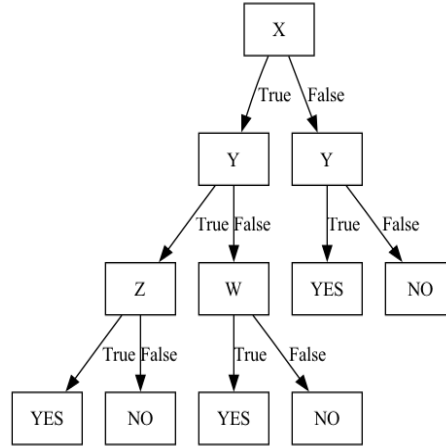 X
True False
Y Y
True False True False
Z W YES NO
True False True False
YES NO YES NO